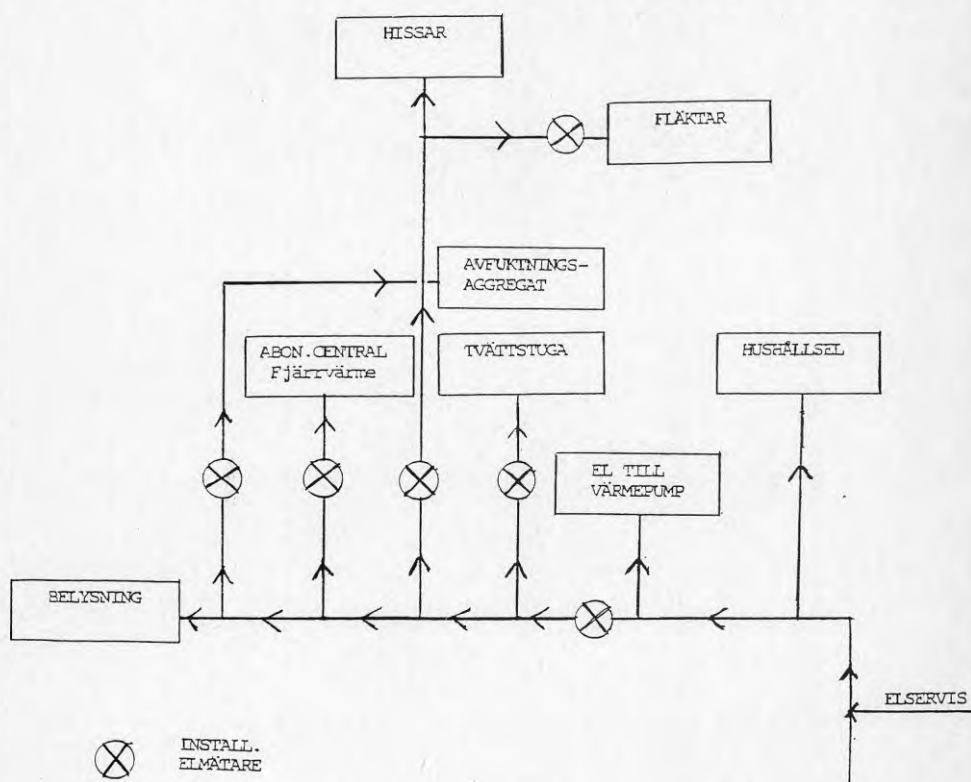 HISSAR
FLÄKTAR
AVFUKTNINGS-
AGGREGAT
ABON.CENTRAL
Fjärrvärme
TVÄTTSTUGA
HUSHÅLLSEL
EL TILL
VÄRMEPUMP
BELYSNING
ELSERVIS
INSTALL.
ELMÄTARE